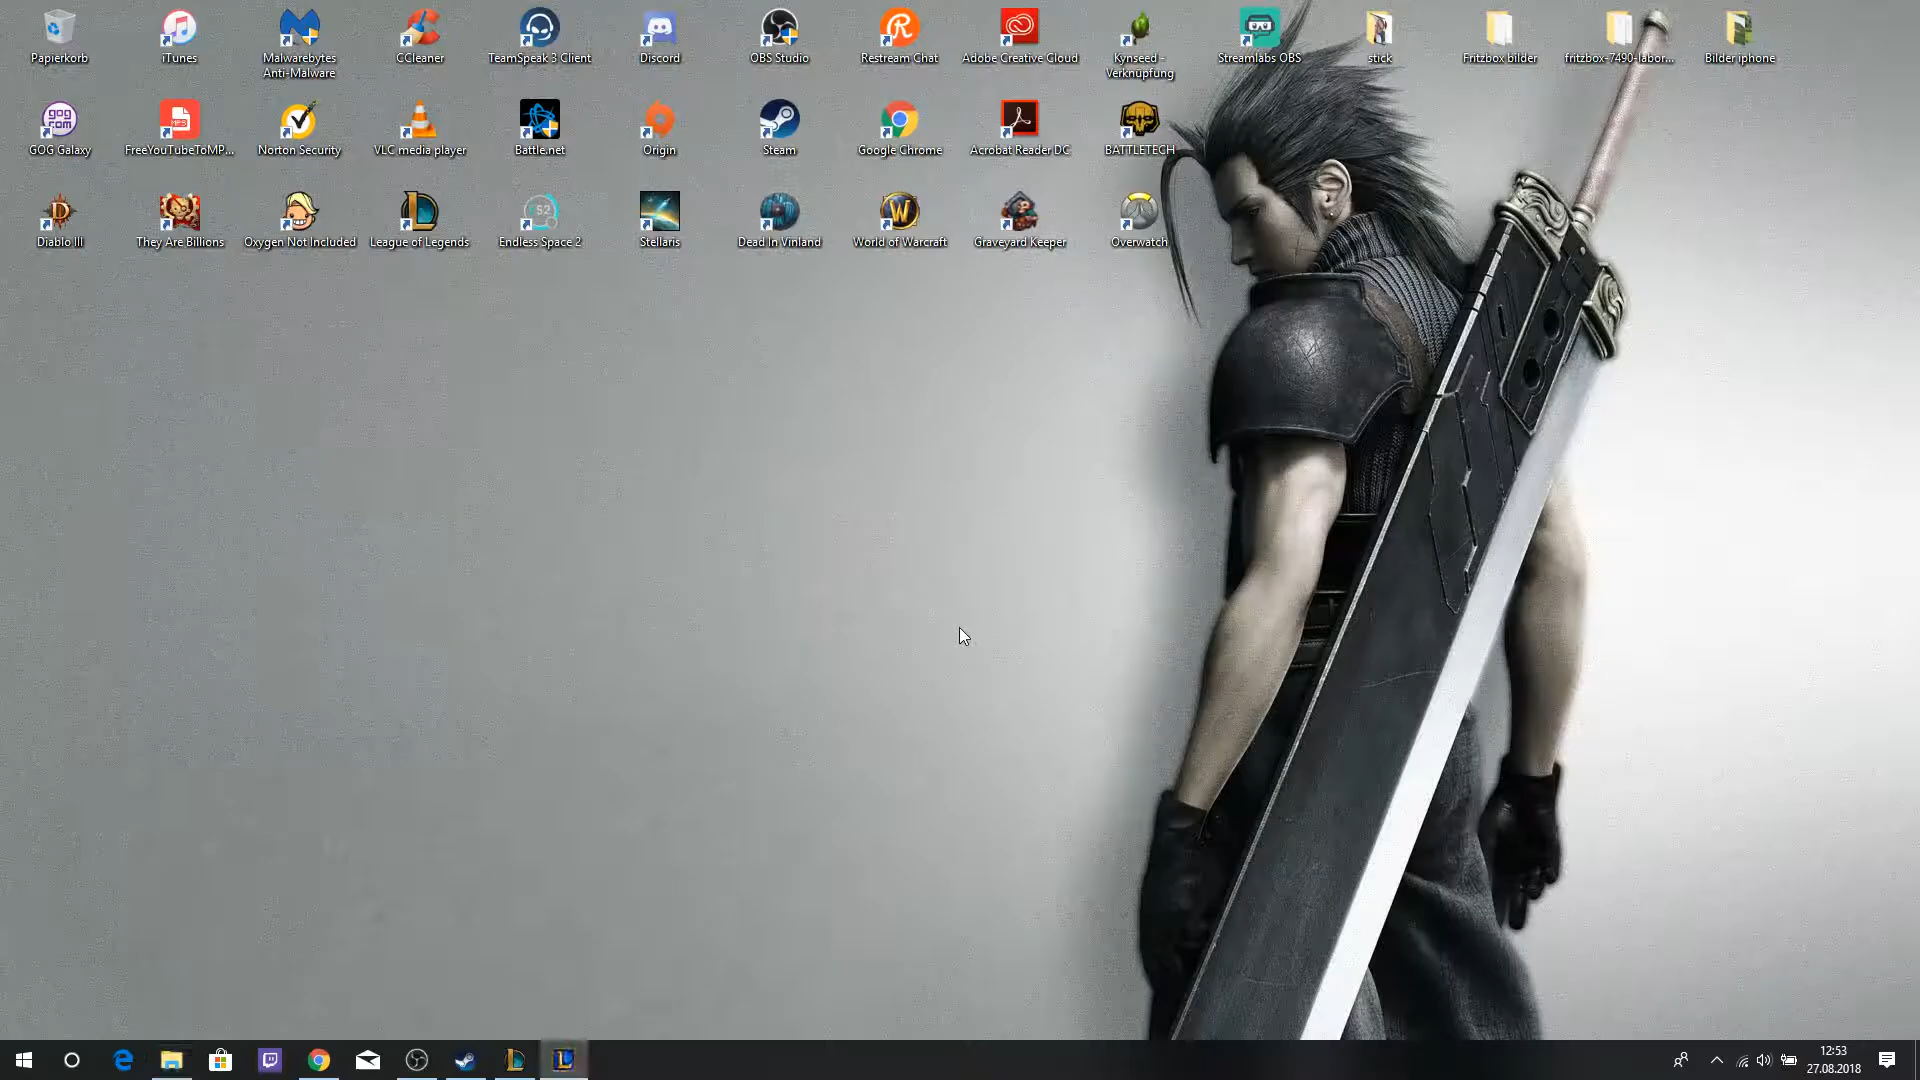 Papierkorb
iTunes
Malwarebytes
Anti-Malware
CCleaner
TeamSpeak 3 Client
Discord
OBS Studio
Restream Chat
Adobe Creative Cloud
Kynseed -
Verknüpfung
Streamlabs OBS
stick
Fritzbox bilder
fritzbox-7490-labor...
Bilder iphone
gog
com
GOG Galaxy
MP3
FreeYouTubeToMP...
Norton Security
VLC media player
Battle.net
Origin
Steam
Google Chrome
Acrobat Reader DC
BATTLETECH
Diablo III
They Are Billions
Oxygen Not Included
League of Legends
ES2
Endless Space 2
Stellaris
Dead In Vinland
World of Warcraft
Graveyard Keeper
Overwatch
12:53
27.08.2018